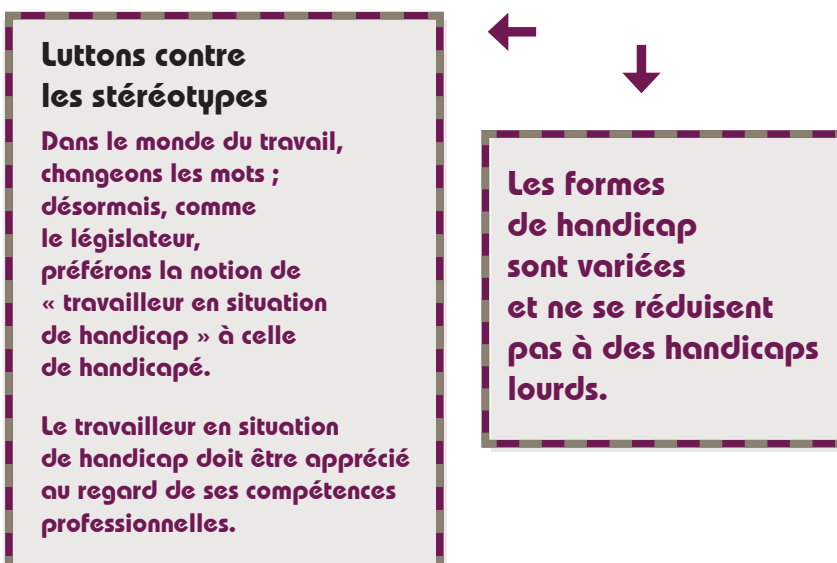 Luttons contre
les stéréotypes
Dans le monde du travail,
changeons les mots ;
désormais, comme
le législateur,
préférons la notion de
« travailleur en situation
de handicap » à celle
de handicapé.
Le travailleur en situation
de handicap doit être apprécié
au regard de ses compétences
professionnelles.
Les formes
de handicap
sont variées
et ne se réduisent
pas à des handicaps
lourds.